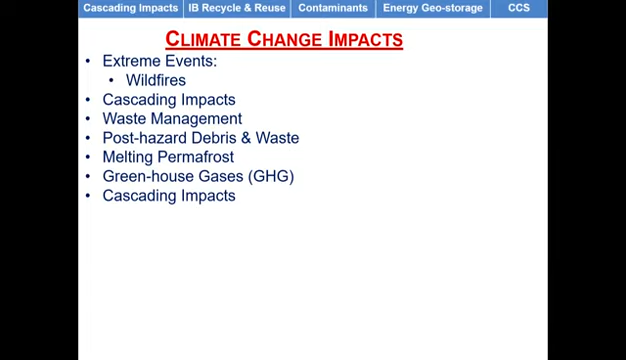 Cascading Impacts IB Recycle & Reuse Contaminants Energy Geo-storage CCS
CLIMATE CHANGE IMPACTS
• Extreme Events:
• Wildfires
• Cascading Impacts
• Waste Management
• Post-hazard Debris & Waste
• Melting Permafrost
• Green-house Gases (GHG)
• Cascading Impacts